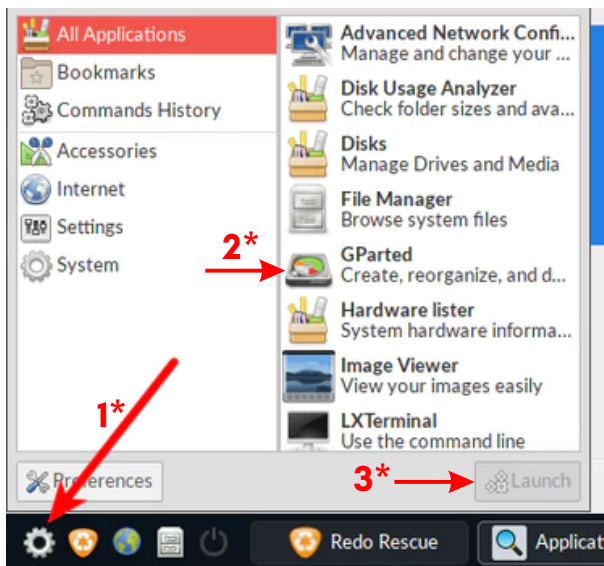 All Applications
Bookmarks
Commands History
Accessories
Internet
Settings
System
Advanced Network Confi...
Manage and change your ...
Disk Usage Analyzer
Check folder sizes and ava...
Disks
Manage Drives and Media
File Manager
Browse system files
2*
GParted
Create, reorganize, and d...
Hardware lister
System hardware informa...
Image Viewer
View your images easily
LXTerminal
Use the command line
1*
Preferences
3*
Launch
Redo Rescue
Applicat